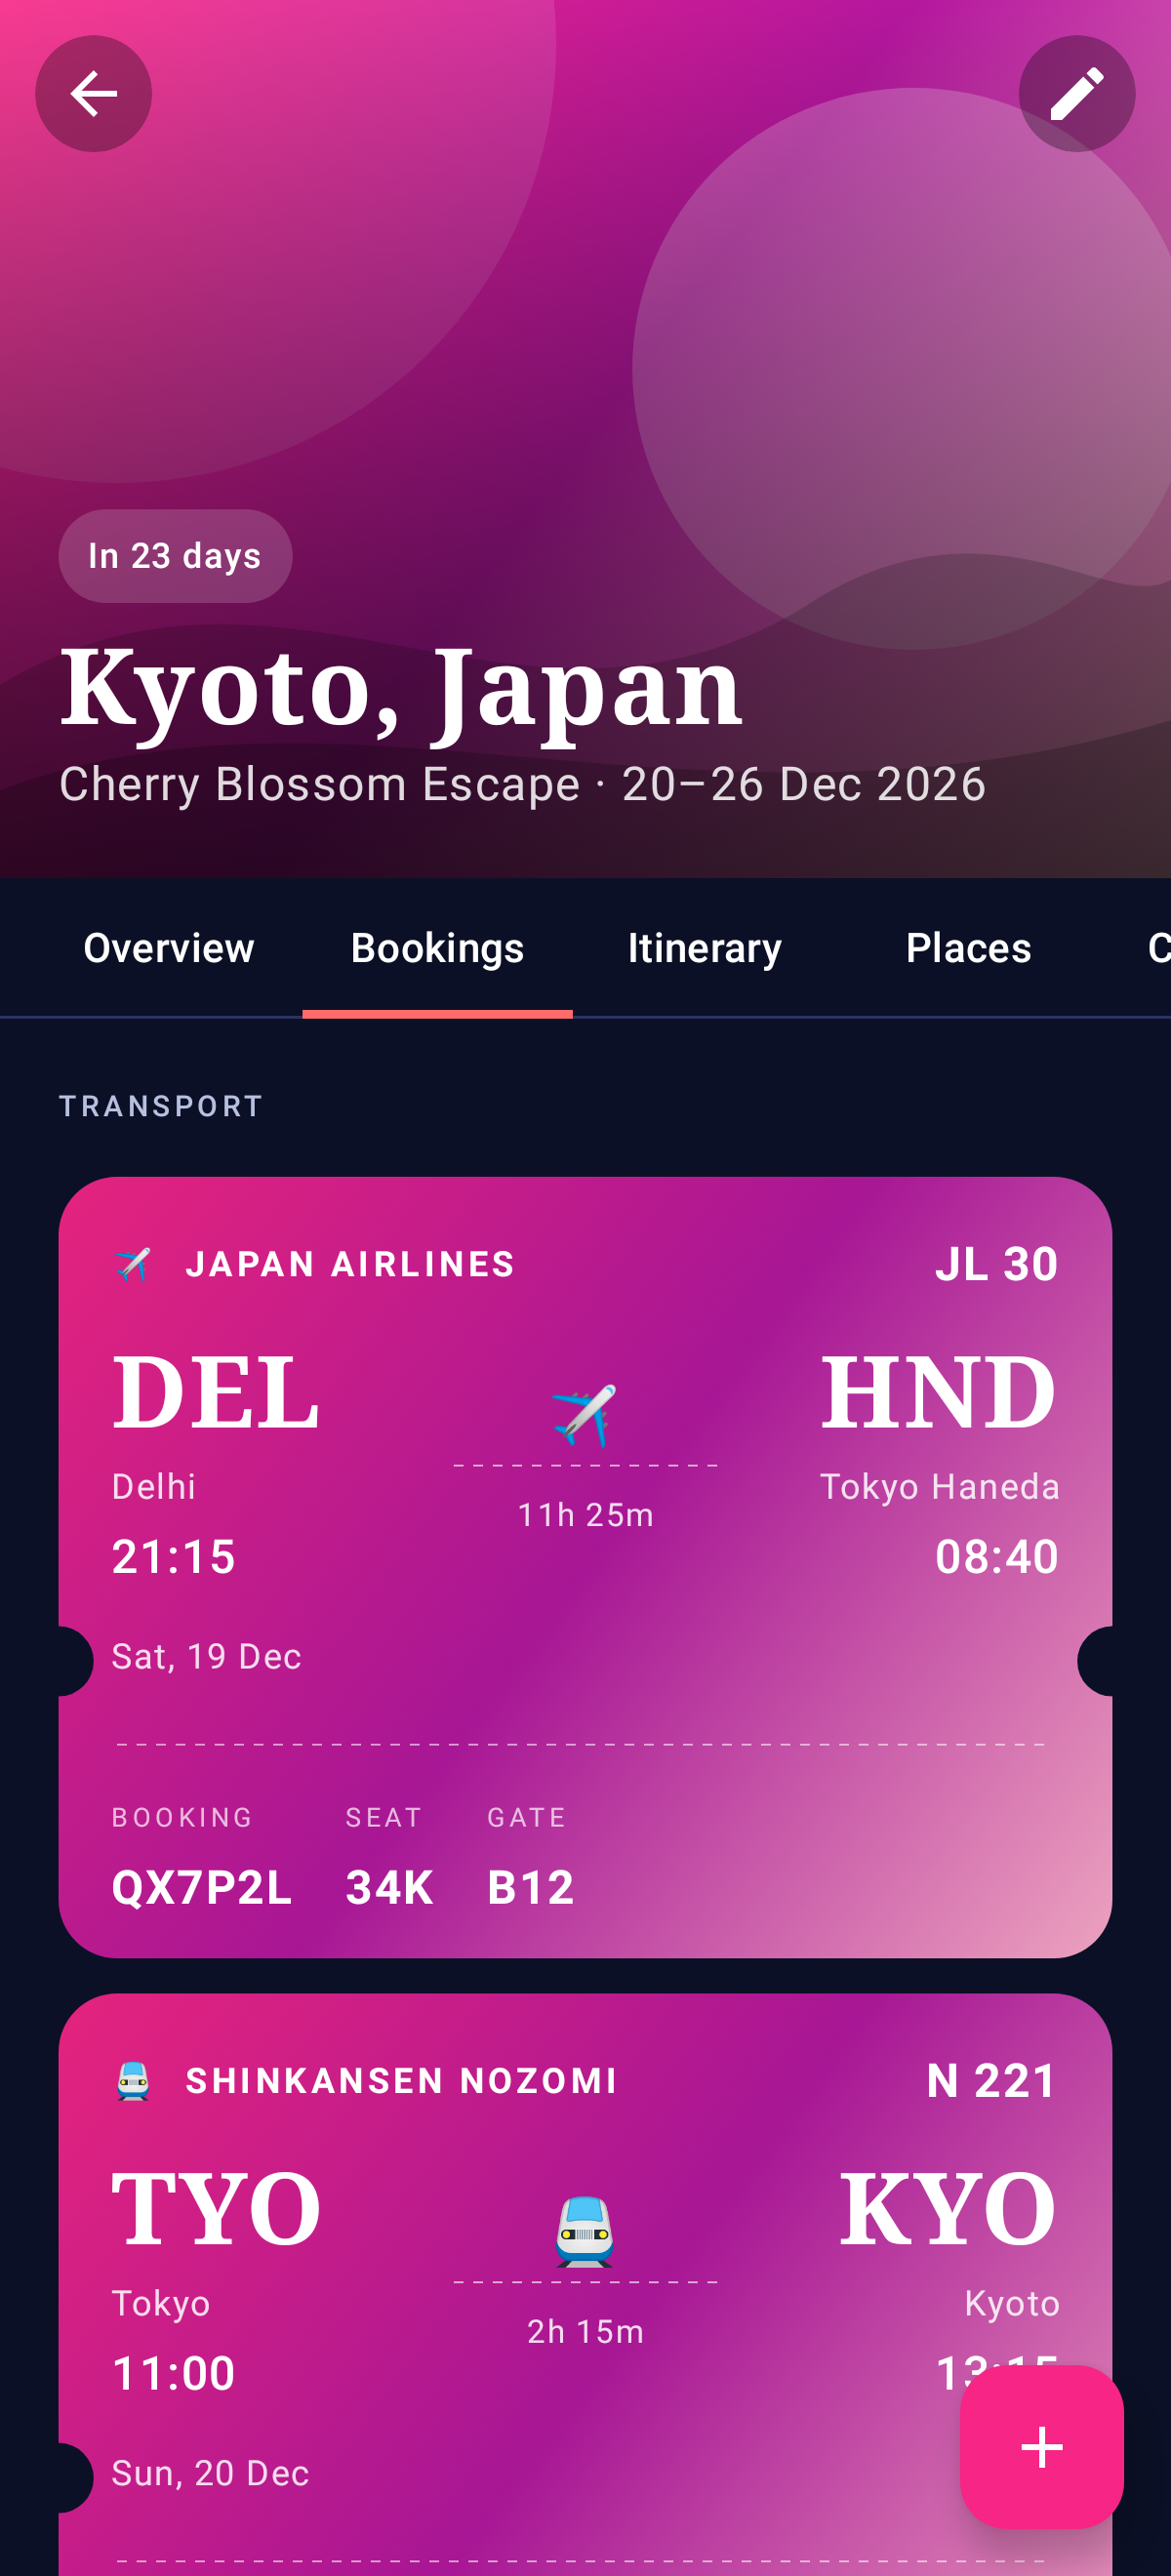 In 23 days
Kyoto, Japan
Cherry Blossom Escape · 20–26 Dec 2026
Overview Bookings Itinerary Places C
TRANSPORT
JAPAN AIRLINES JL 30
DEL HND
Delhi Tokyo Haneda
11h 25m
21:15 08:40
Sat, 19 Dec
BOOKING SEAT GATE
QX7P2L 34K B12
SHINKANSEN NOZOMI N 221
TYO KYO
Tokyo Kyoto
2h 15m
11:00
Sun, 20 Dec